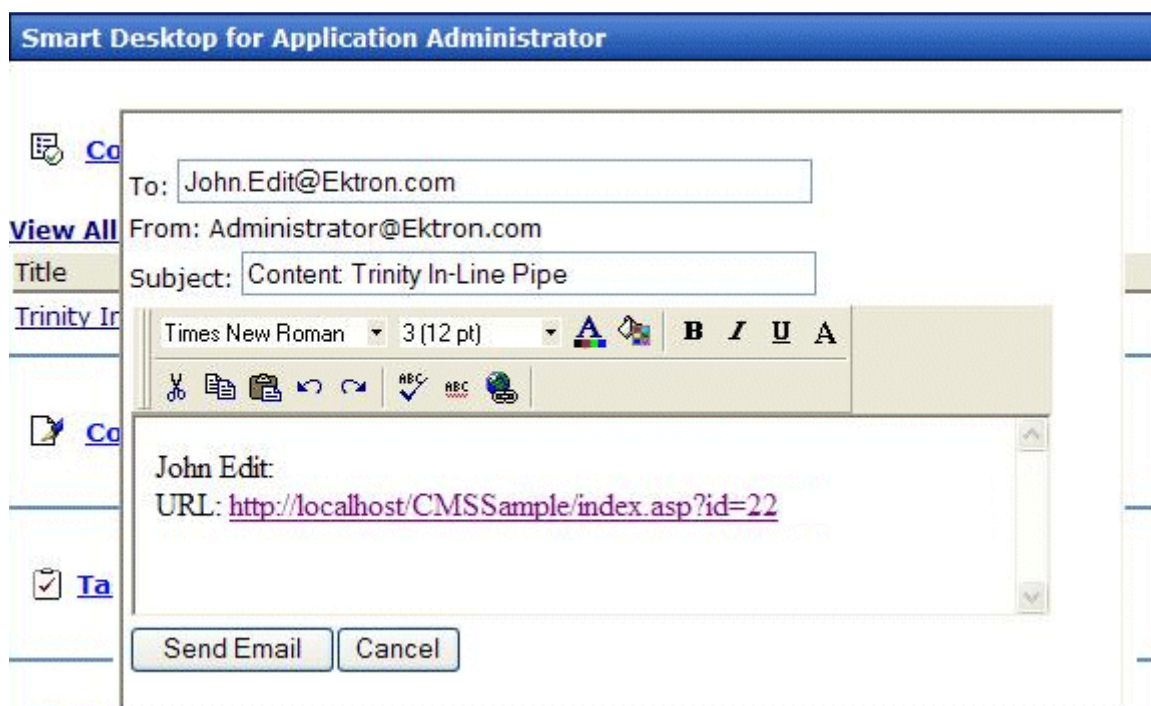 Smart Desktop for Application Administrator
Co
To: John.Edit@Ektron.com
View All
From: Administrator@Ektron.com
Title
Subject: Content: Trinity In-Line Pipe
Trinity In
Times New Roman 3 (12 pt) A B I U A
ABC ABC
Co
John Edit:
URL: http://localhost/CMSSample/index.asp?id=22
Ta
Send Email Cancel